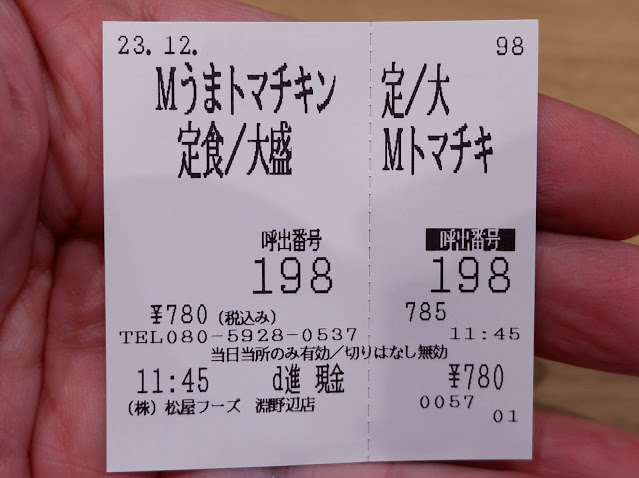 23.12.
Mうまトマチキン
定食/大盛
呼出番号
198
¥780(税込み)
TEL080-5928-0537
当日当所のみ有効/切りはなし無効
11:45 d進 現金
(株)松屋フーズ 淵野辺店
98
定/大
Mトマチキ
呼出番号
198
785
11:45
¥780
0057
01